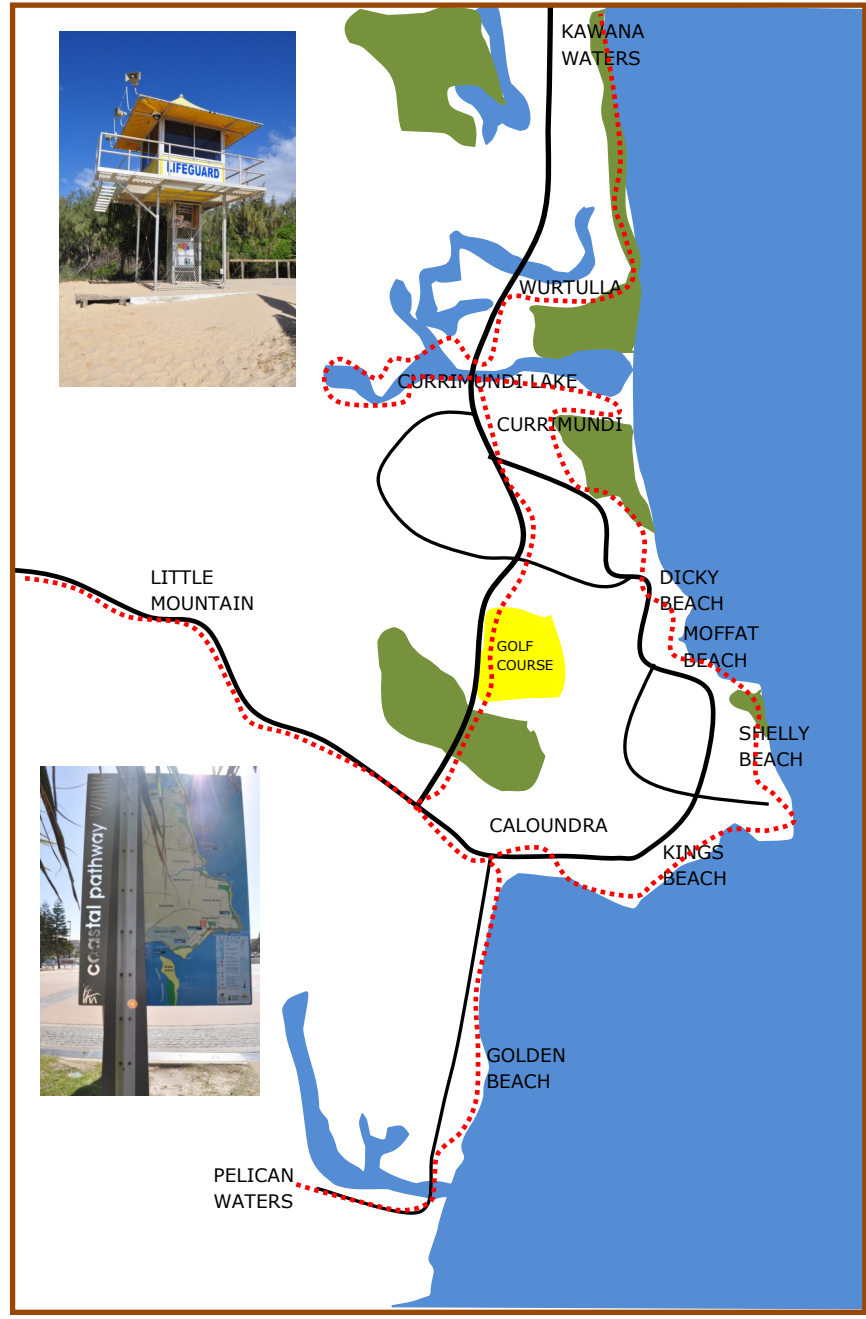 KAWANA
WATERS
LIFEGUARD
WURTULLA
CURRIMUNDI LAKE
CURRIMUNDI
LITTLE
MOUNTAIN
DICKY
BEACH
MOFFAT
BEACH
GOLF
COURSE
SHELLY
BEACH
CALOUNDRA
KINGS
BEACH
coastal pathway
GOLDEN
BEACH
PELICAN
WATERS